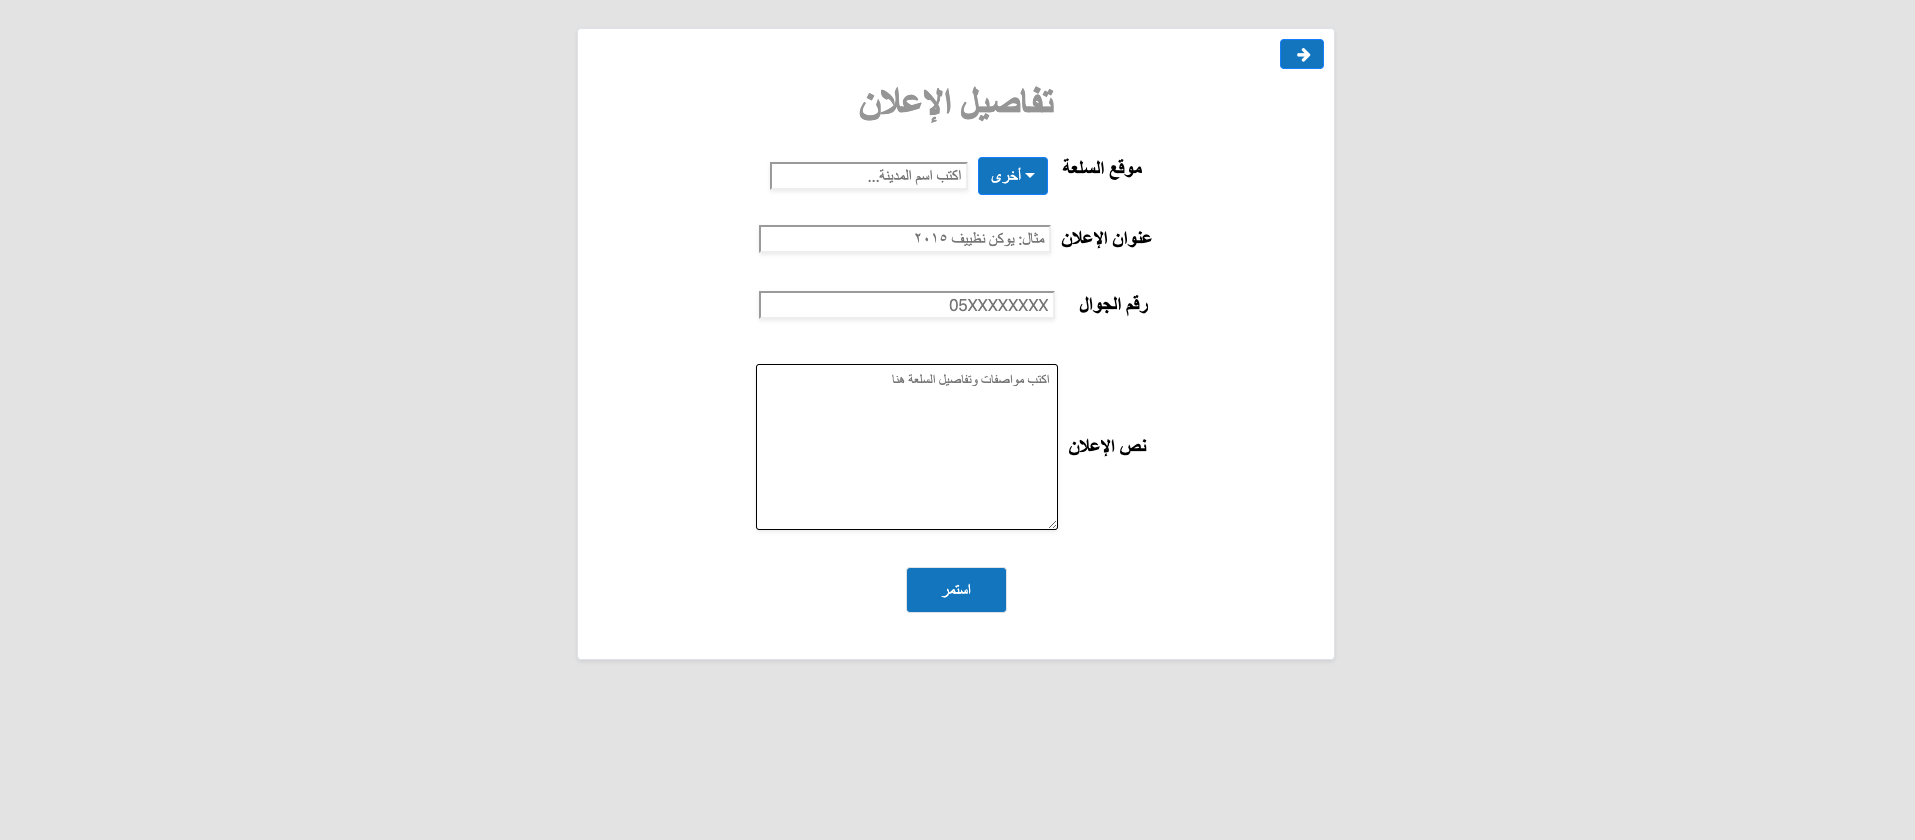 تفاصيل الإعلان
موقع السلعة أخرى اكتب اسم المدينة...
عنوان الإعلان مثال: يوكن نظييف ٢٠١٥
رقم الجوال 05XXXXXXXX
اكتب مواصفات وتفاصيل السلعة هنا
نص الإعلان
استمر